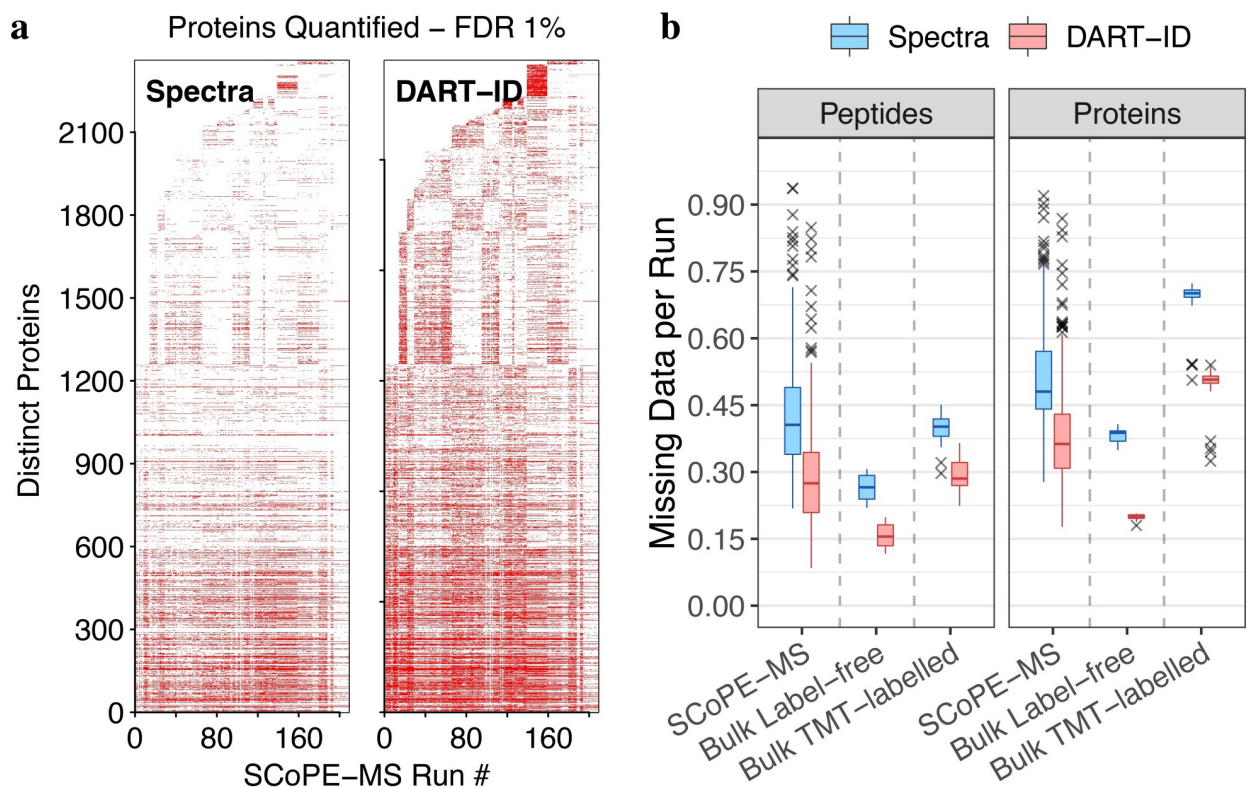 a
Proteins Quantified – FDR 1%
Spectra
DART–ID
Distinct Proteins
2100
1800
1500
1200
900
600
300
0
0
80
160
0
80
160
SCoPE–MS Run #
b
Spectra
DART–ID
Peptides
Proteins
Missing Data per Run
0.90
0.75
0.60
0.45
0.30
0.15
0.00
SCoPE–MS
Bulk Label–free
Bulk TMT–labelled
SCoPE–MS
Bulk Label–free
Bulk TMT–labelled